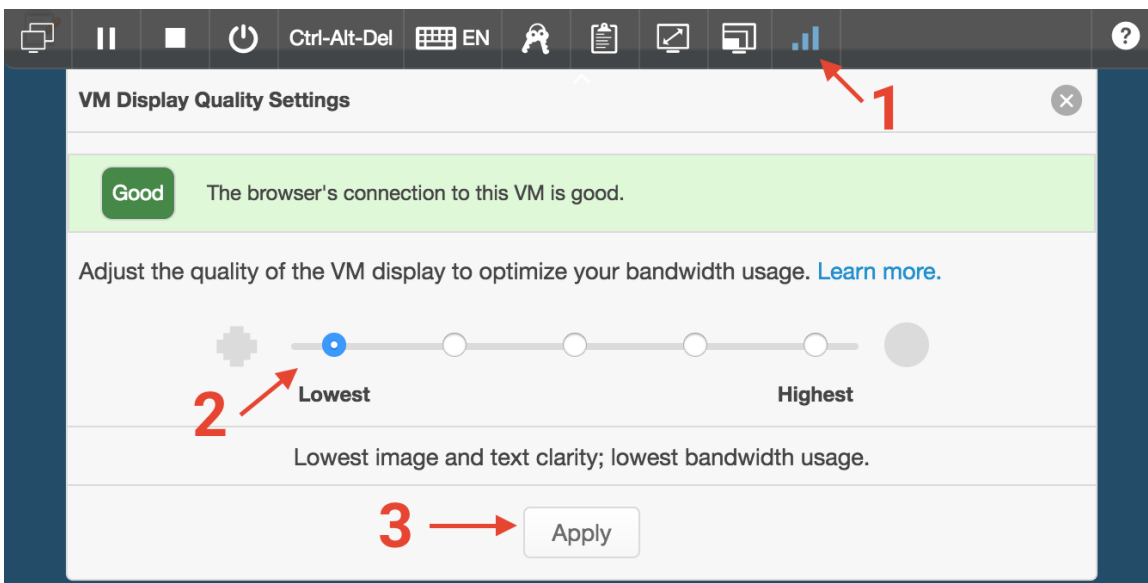 Ctrl-Alt-Del EN ?
1
VM Display Quality Settings
Good The browser's connection to this VM is good.
Adjust the quality of the VM display to optimize your bandwidth usage. Learn more.
2 Lowest Highest
Lowest image and text clarity; lowest bandwidth usage.
3 Apply